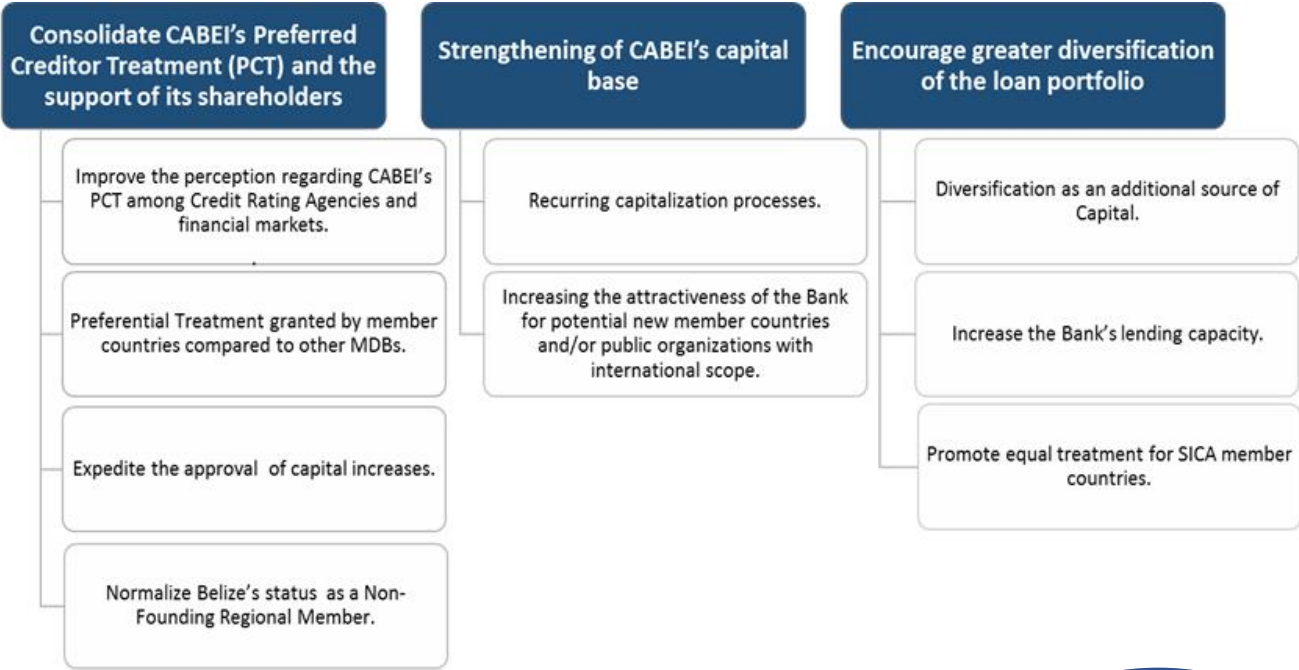 Consolidate CABEI's Preferred
Creditor Treatment (PCT) and the
support of its shareholders
Improve the perception regarding CABEI's
PCT among Credit Rating Agencies and
financial markets.
.
Preferential Treatment granted by member
countries compared to other MDBs.
Expedite the approval of capital increases.
Normalize Belize's status as a Non-
Founding Regional Member.
Strengthening of CABEI's capital
base
Recurring capitalization processes.
Increasing the attractiveness of the Bank
for potential new member countries
and/or public organizations with
international scope.
Encourage greater diversification
of the loan portfolio
Diversification as an additional source of
Capital.
Increase the Bank's lending capacity.
Promote equal treatment for SICA member
countries.